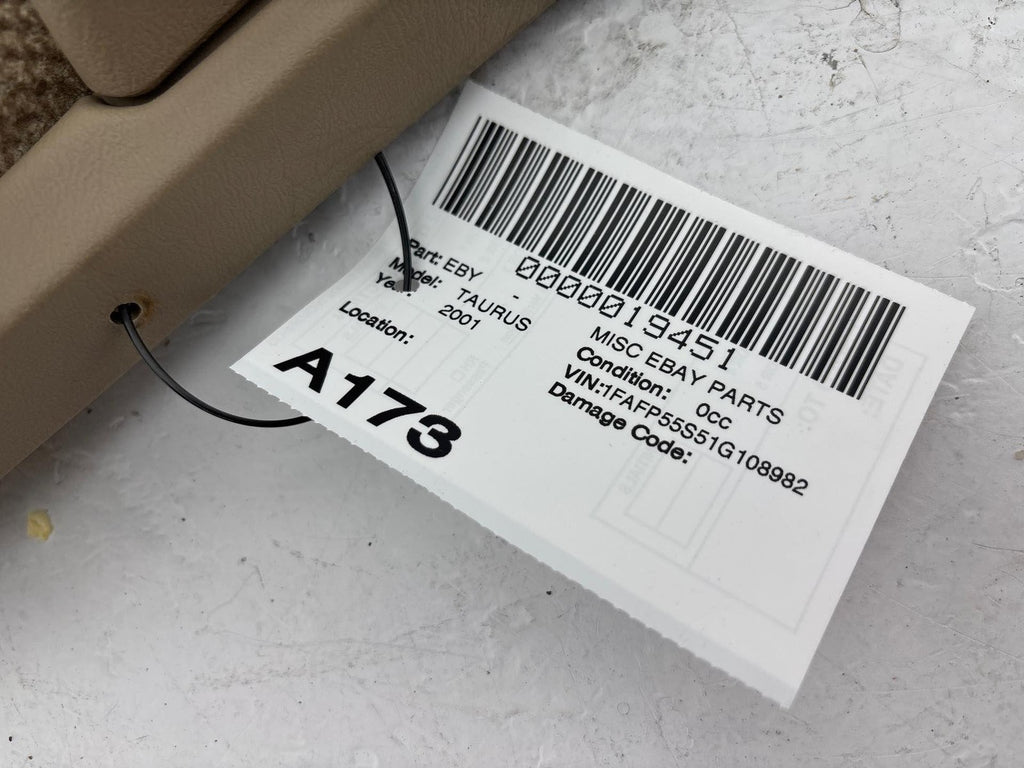 0000019451
Part: EBY - MISC EBAY PARTS
Model: TAURUS Condition: 0cc
Year: 2001 VIN:1FAFP55S51G108982
Location: Damage Code:
A173